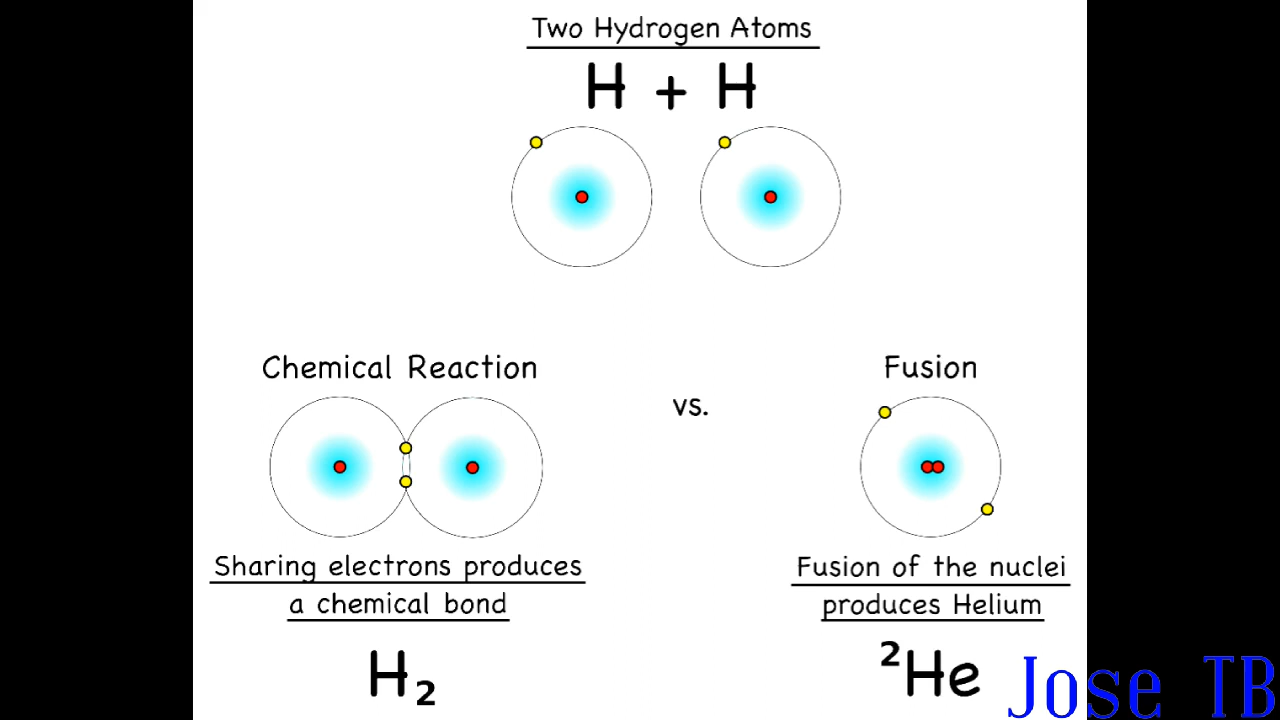 Two Hydrogen Atoms
H + H
Chemical Reaction
vs.
Fusion
Sharing electrons produces
a chemical bond
H₂
Fusion of the nuclei
produces Helium
²He
Jose TB